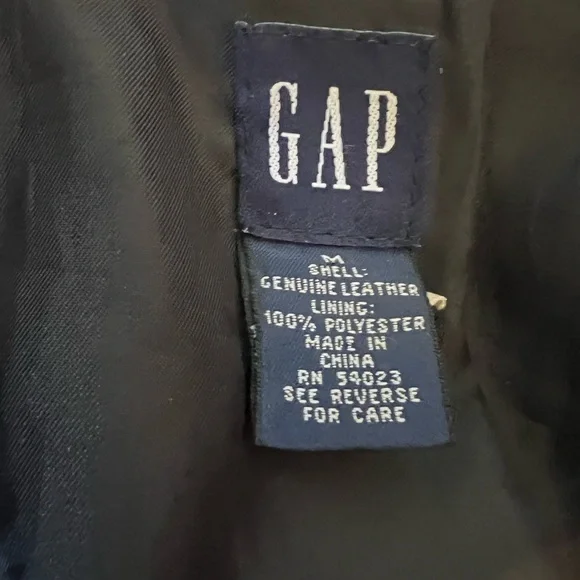 GAP
M
SHELL:
GENUINE LEATHER
LINING:
100% POLYESTER
MADE IN
CHINA
RN 54023
SEE REVERSE
FOR CARE